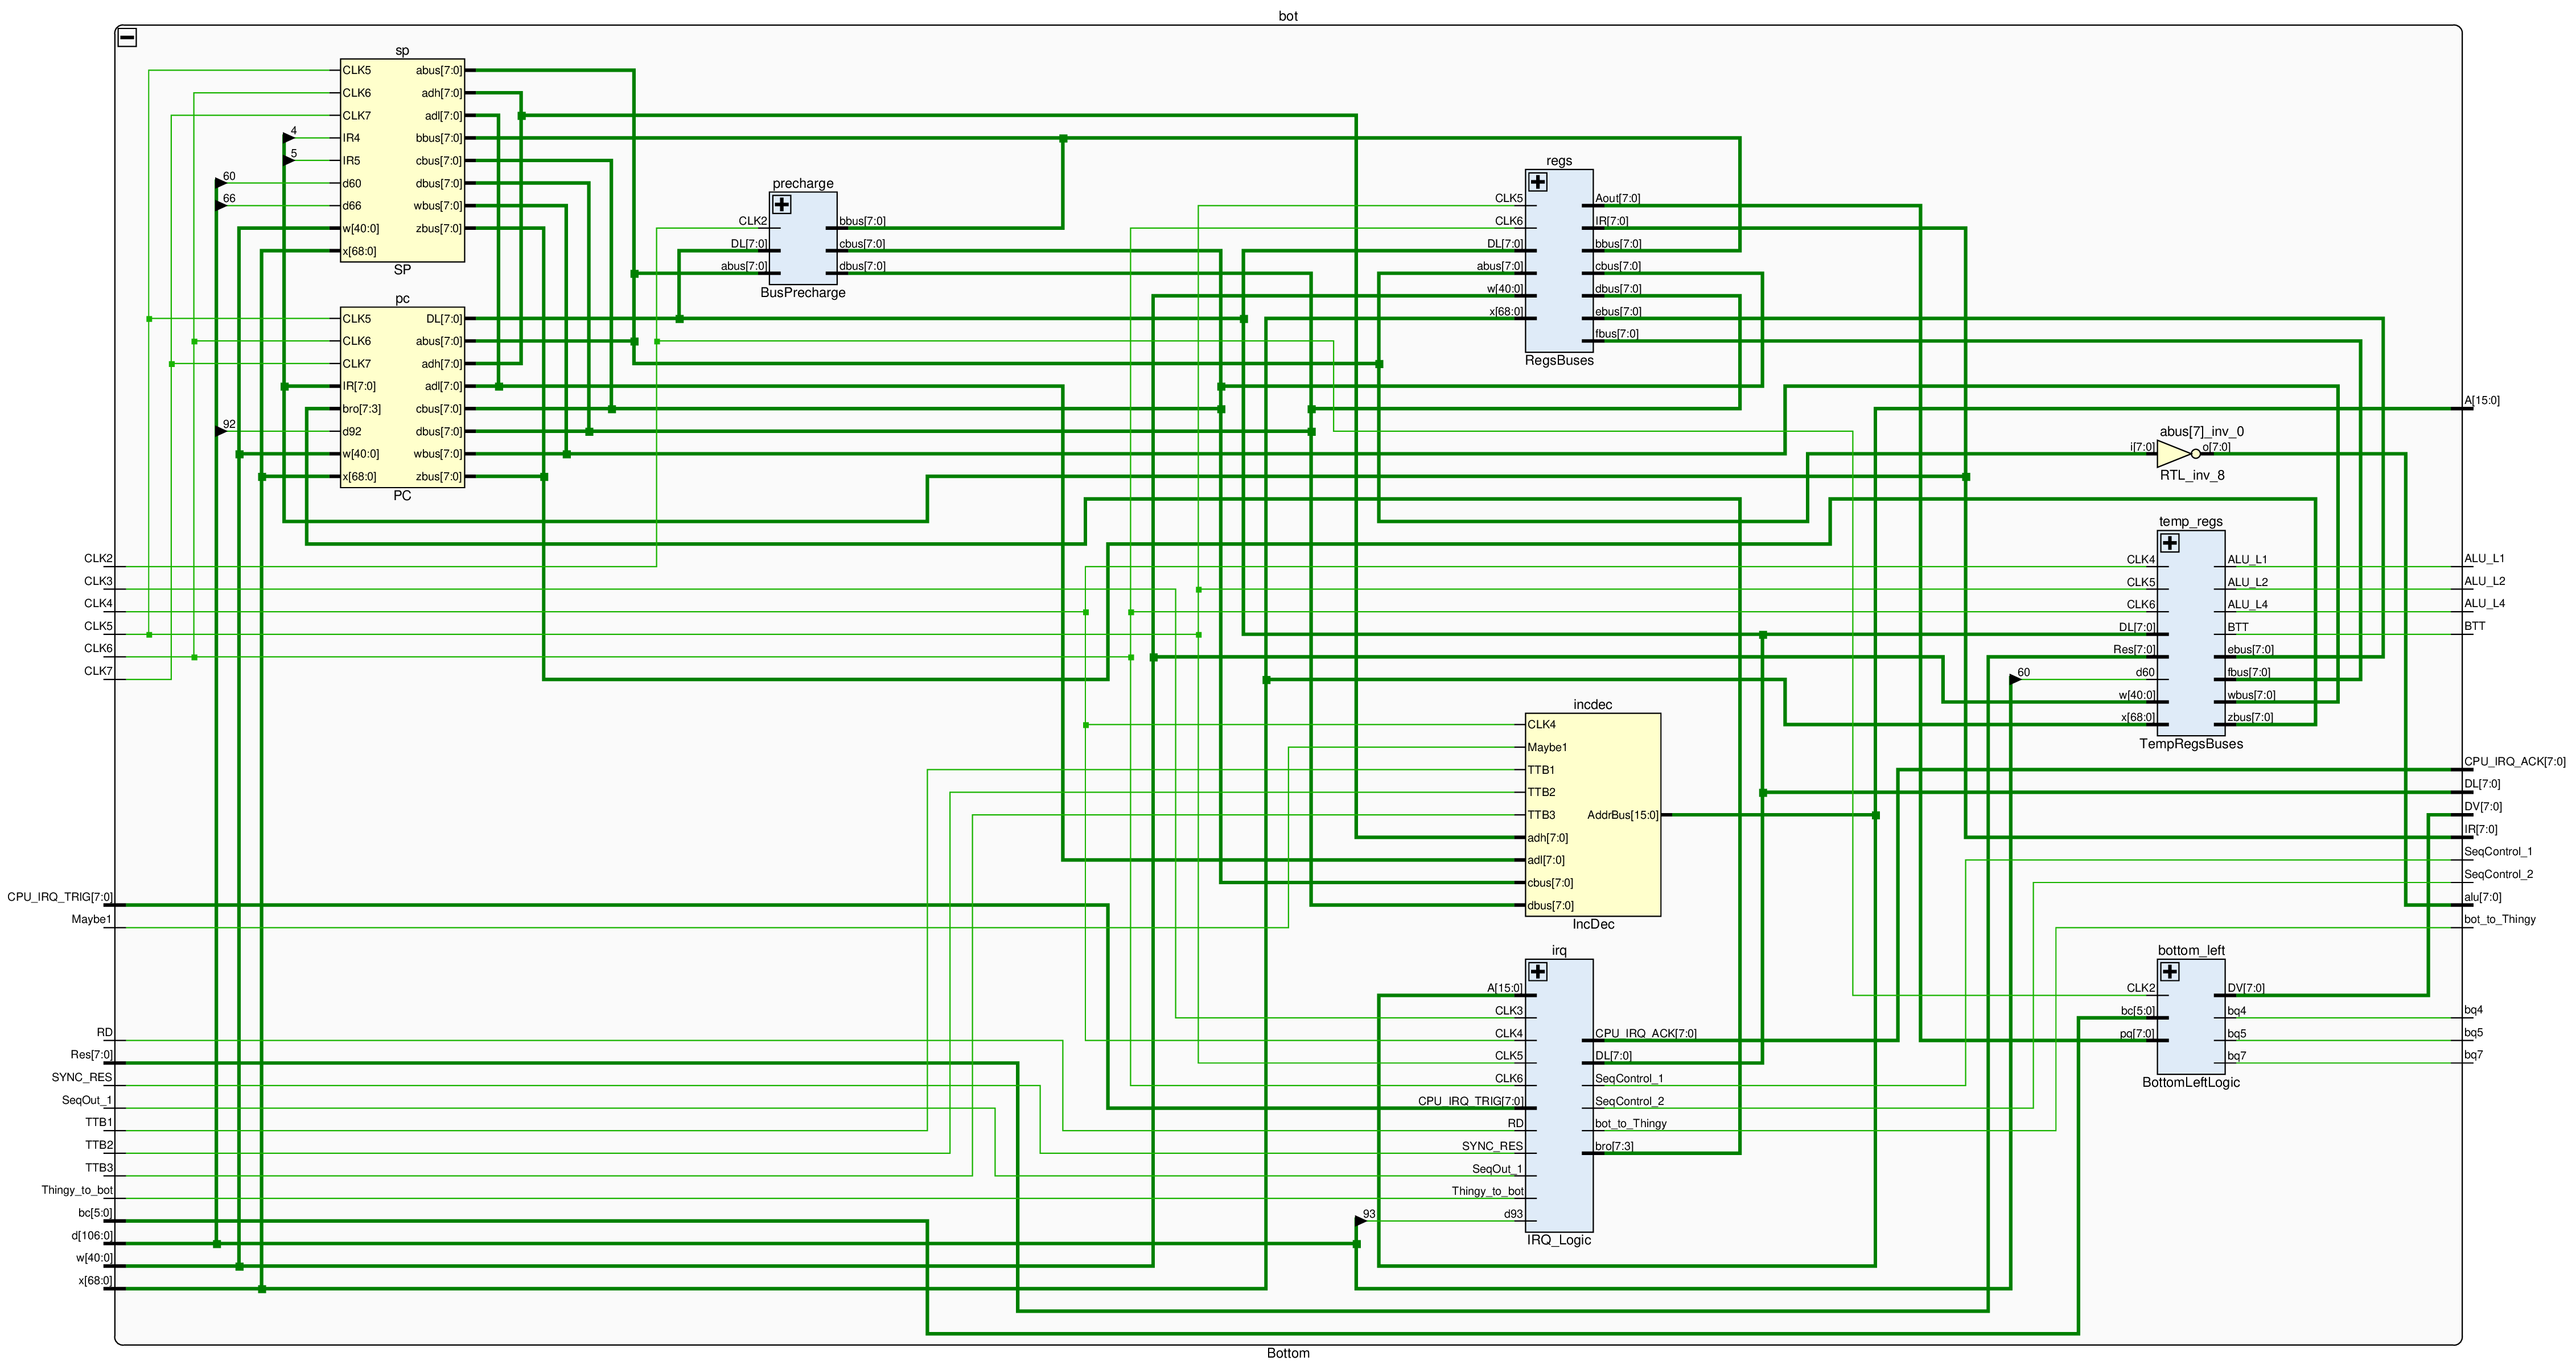 bot
sp
CLK5
CLK6
CLK7
IR4
IR5
d60
d66
w[40:0]
x[68:0]
abus[7:0]
adh[7:0]
adl[7:0]
bbus[7:0]
cbus[7:0]
dbus[7:0]
wbus[7:0]
zbus[7:0]
SP
4
5
60
66
pc
CLK5
CLK6
CLK7
IR[7:0]
bro[7:3]
d92
w[40:0]
x[68:0]
DL[7:0]
abus[7:0]
adh[7:0]
adl[7:0]
cbus[7:0]
dbus[7:0]
wbus[7:0]
zbus[7:0]
PC
92
precharge
CLK2
DL[7:0]
abus[7:0]
bbus[7:0]
cbus[7:0]
dbus[7:0]
BusPrecharge
regs
CLK5
CLK6
DL[7:0]
abus[7:0]
w[40:0]
x[68:0]
Aout[7:0]
IR[7:0]
bbus[7:0]
cbus[7:0]
dbus[7:0]
ebus[7:0]
fbus[7:0]
RegsBuses
abus[7]_inv_0
i[7:0]
o[7:0]
RTL_inv_8
temp_regs
CLK4
CLK5
CLK6
DL[7:0]
Res[7:0]
d60
w[40:0]
x[68:0]
ALU_L1
ALU_L2
ALU_L4
BTT
ebus[7:0]
fbus[7:0]
wbus[7:0]
zbus[7:0]
TempRegsBuses
60
incdec
CLK4
Maybe1
TTB1
TTB2
TTB3
adh[7:0]
adl[7:0]
cbus[7:0]
dbus[7:0]
AddrBus[15:0]
IncDec
irq
A[15:0]
CLK3
CLK4
CLK5
CLK6
CPU_IRQ_TRIG[7:0]
RD
SYNC_RES
SeqOut_1
Thingy_to_bot
d93
CPU_IRQ_ACK[7:0]
DL[7:0]
SeqControl_1
SeqControl_2
bot_to_Thingy
bro[7:3]
IRQ_Logic
93
bottom_left
CLK2
bc[5:0]
pq[7:0]
DV[7:0]
bq4
bq5
bq7
BottomLeftLogic
CLK2
CLK3
CLK4
CLK5
CLK6
CLK7
CPU_IRQ_TRIG[7:0]
Maybe1
RD
Res[7:0]
SYNC_RES
SeqOut_1
TTB1
TTB2
TTB3
Thingy_to_bot
bc[5:0]
d[106:0]
w[40:0]
x[68:0]
A[15:0]
ALU_L1
ALU_L2
ALU_L4
BTT
CPU_IRQ_ACK[7:0]
DL[7:0]
DV[7:0]
IR[7:0]
SeqControl_1
SeqControl_2
alu[7:0]
bot_to_Thingy
bq4
bq5
bq7
Bottom